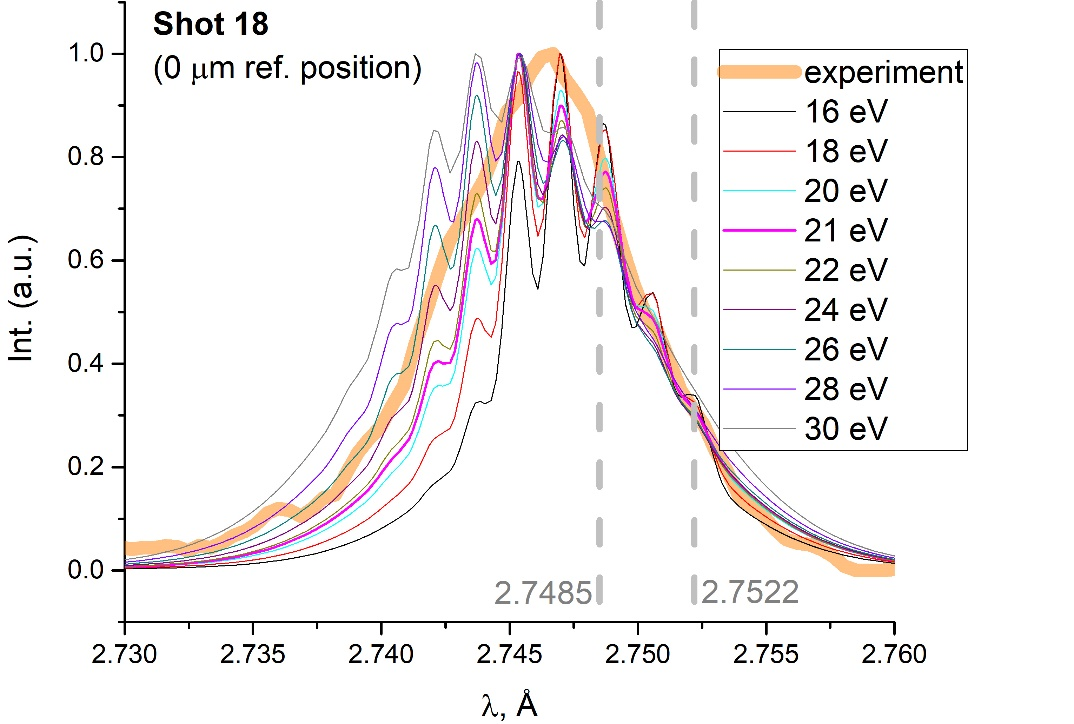 Shot 18
(0 μm ref. position)
experiment
16 eV
18 eV
20 eV
21 eV
22 eV
24 eV
26 eV
28 eV
30 eV
Int. (a.u.)
1.0
0.8
0.6
0.4
0.2
0.0
2.7485
2.7522
2.730 2.735 2.740 2.745 2.750 2.755 2.760
λ, Å